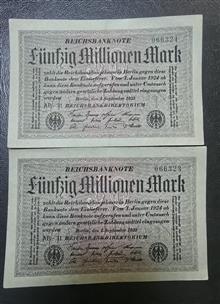 REICHSBANKNOTE 066324
Fünfzig Millionen Mark
zahlt die Reichsbankhauptkasse in Berlin gegen diese
Banknote dem Einlieferer. Vom 1. Januar 1924 ab
kann diese Banknote aufgerufen und unter Umtausch
gegen andere gesetzliche Zahlungsmittel eingezogen
werden
Berlin, den 1. September 1923
REICHSBANKDIREKTORIUM
REICHSBANKNOTE 066323
Fünfzig Millionen Mark
zahlt die Reichsbankhauptkasse in Berlin gegen diese
Banknote dem Einlieferer. Vom 1. Januar 1924 ab
kann diese Banknote aufgerufen und unter Umtausch
gegen andere gesetzliche Zahlungsmittel eingezogen
werden
Berlin, den 1. September 1923
REICHSBANKDIREKTORIUM